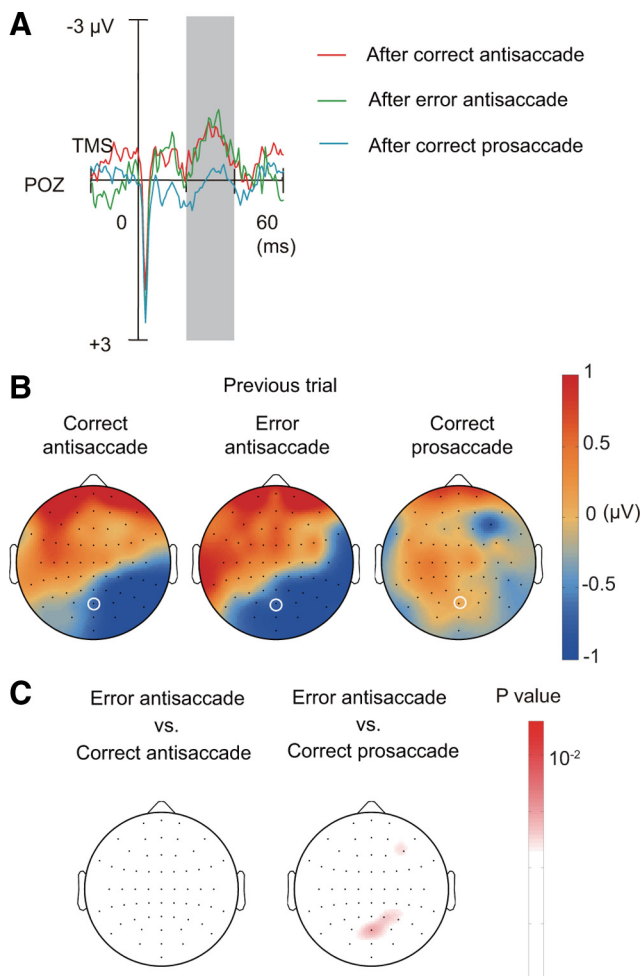 A
-3 µV
After correct antisaccade
After error antisaccade
After correct prosaccade
TMS
POZ
0
60
(ms)
+3
B
Previous trial
Correct
antisaccade
Error
antisaccade
Correct
prosaccade
1
0.5
0 (µV)
-0.5
-1
C
Error antisaccade
vs.
Correct antisaccade
Error antisaccade
vs.
Correct prosaccade
P value
10-2